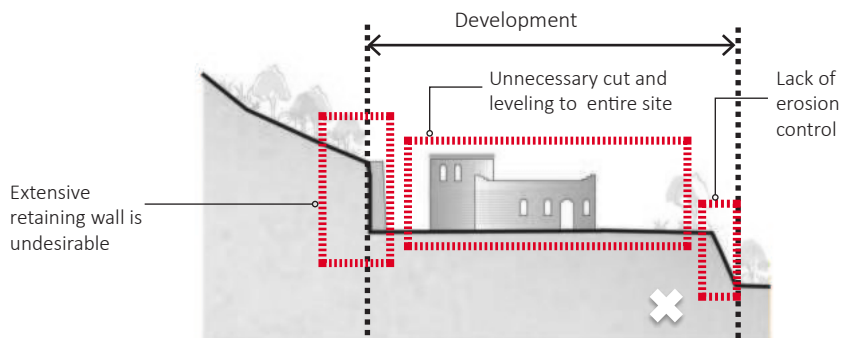 Development
Unnecessary cut and
leveling to entire site
Lack of
erosion
control
Extensive
retaining wall is
undesirable